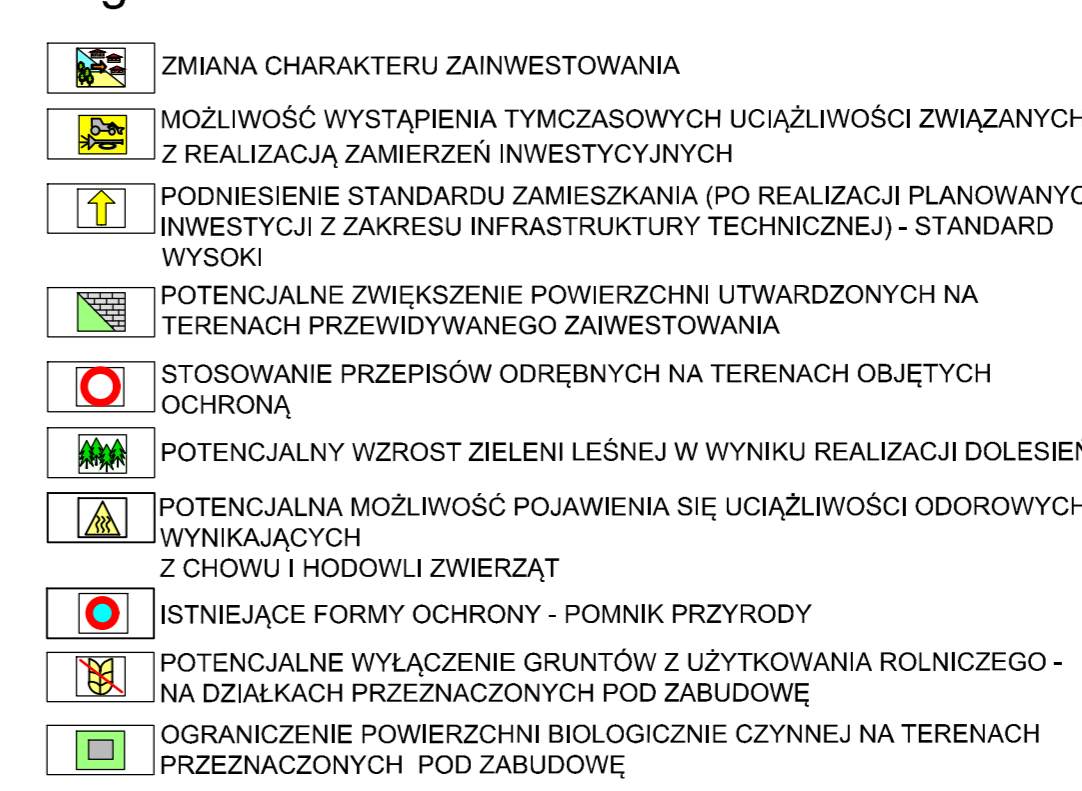 ZMIANA CHARAKTERU ZAINWESTOWANIA
MOŻLIWOŚĆ WYSTĄPIENIA TYMCZASOWYCH UCIĄŻLIWOŚCI ZWIĄZANYCH
Z REALIZACJĄ ZAMIERZEŃ INWESTYCYJNYCH
PODNIESIENIE STANDARDU ZAMIESZKANIA (PO REALIZACJI PLANOWANYC
INWESTYCJI Z ZAKRESU INFRASTRUKTURY TECHNICZNEJ) - STANDARD
WYSOKI
POTENCJALNE ZWIĘKSZENIE POWIERZCHNI UTWARDZONYCH NA
TERENACH PRZEWIDYWANEGO ZAIWESTOWANIA
STOSOWANIE PRZEPISÓW ODRĘBNYCH NA TERENACH OBJĘTYCH
OCHRONĄ
POTENCJALNY WZROST ZIELENI LEŚNEJ W WYNIKU REALIZACJI DOLESIEŃ
POTENCJALNA MOŻLIWOŚĆ POJAWIENIA SIĘ UCIĄŻLIWOŚCI ODOROWYCH
WYNIKAJĄCYCH
Z CHOWU I HODOWLI ZWIERZĄT
ISTNIEJĄCE FORMY OCHRONY - POMNIK PRZYRODY
POTENCJALNE WYŁĄCZENIE GRUNTÓW Z UŻYTKOWANIA ROLNICZEGO -
NA DZIAŁKACH PRZEZNACZONYCH POD ZABUDOWĘ
OGRANICZENIE POWIERZCHNI BIOLOGICZNIE CZYNNEJ NA TERENACH
PRZEZNACZONYCH POD ZABUDOWĘ